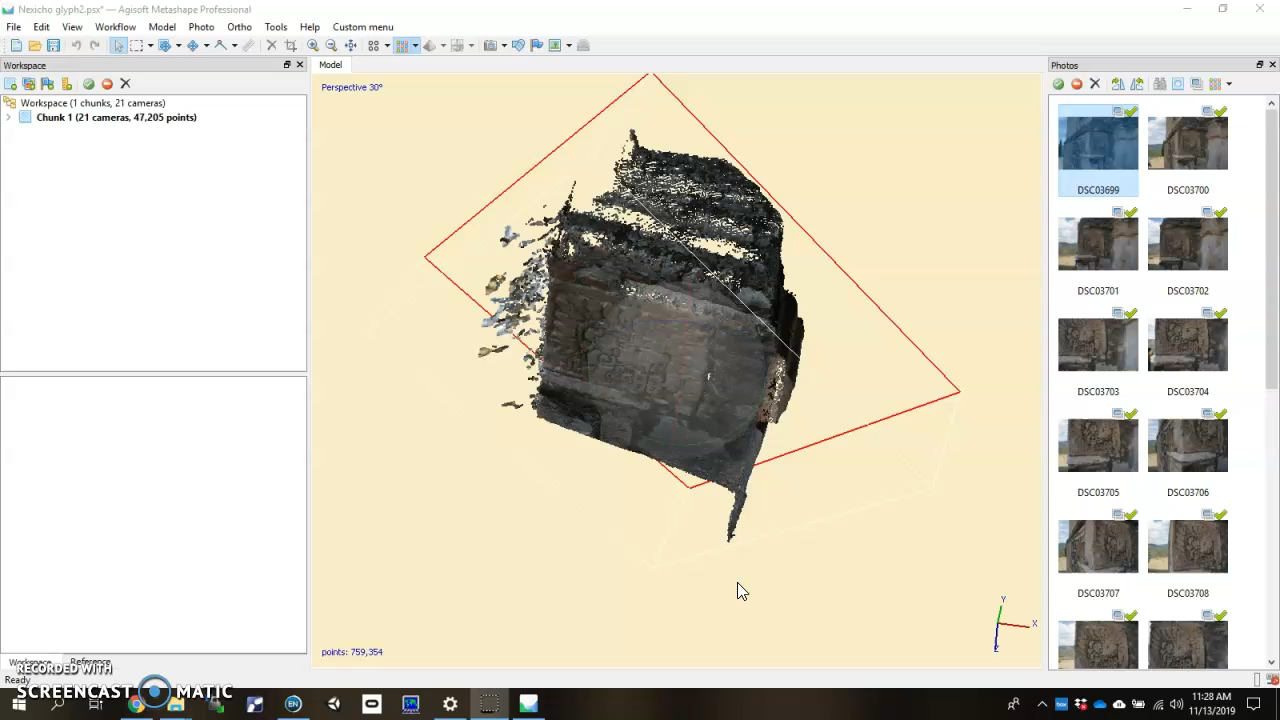 Nexicho glyph2.psx* — Agisoft Metashape Professional
File Edit View Workflow Model Photo Ortho Tools Help Custom menu
Workspace
Model
Photos
Workspace (1 chunks, 21 cameras)
Chunk 1 (21 cameras, 47,205 points)
Perspective 30°
DSC03699 DSC03700
DSC03701 DSC03702
DSC03703 DSC03704
DSC03705 DSC03706
DSC03707 DSC03708
Y
X
Z
points: 759,354
Reference
Ready
RECORDED WITH
SCREENCAST MATIC
EN
box
11:28 AM
11/13/2019